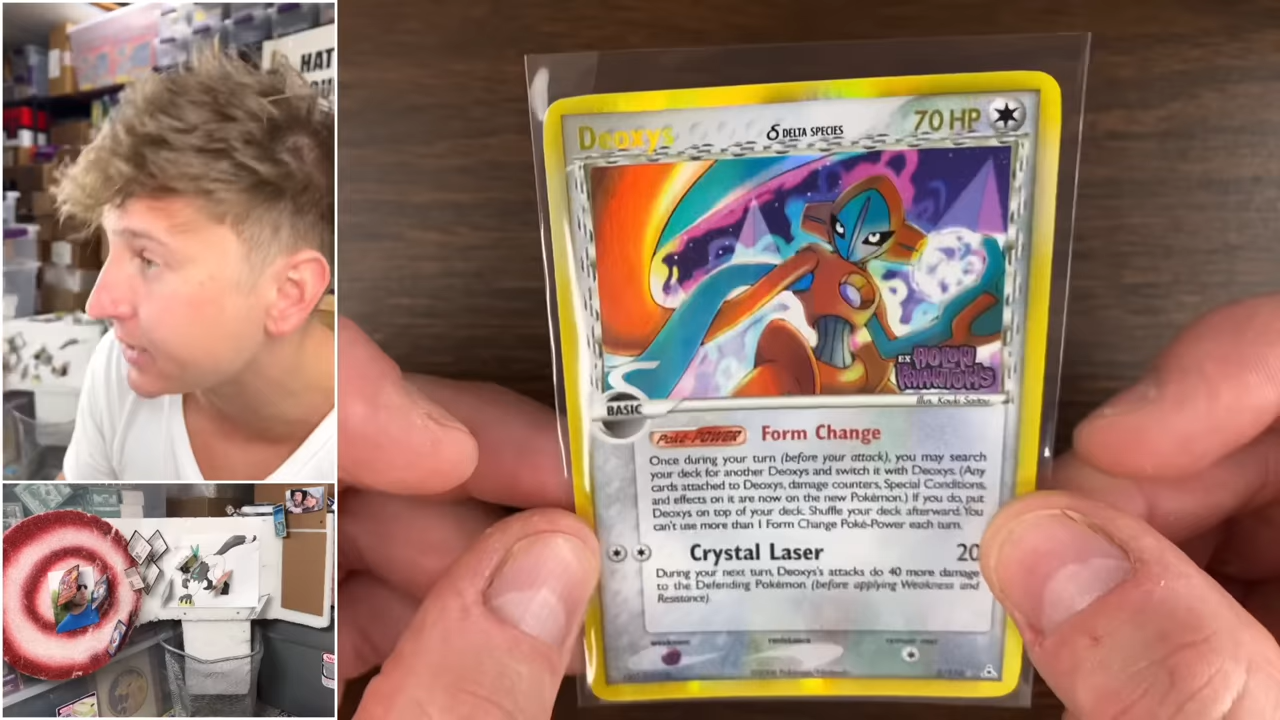 HAT
Deoxys
δ DELTA SPECIES
70 HP
EX HOLON
PHANTOMS
Illus. Kouki Saitou
BASIC
Poké-POWER Form Change
Once during your turn (before your attack), you may search
your deck for another Deoxys and switch it with Deoxys. (Any
cards attached to Deoxys, damage counters, Special Conditions,
and effects on it are now on the new Pokémon.) If you do, put
Deoxys on top of your deck. Shuffle your deck afterward. You
can't use more than 1 Form Change Poké-Power each turn.
Crystal Laser 20
During your next turn, Deoxys's attacks do 40 more damage
to the Defending Pokémon (before applying Weakness and
Resistance).
weakness resistance retreat cost